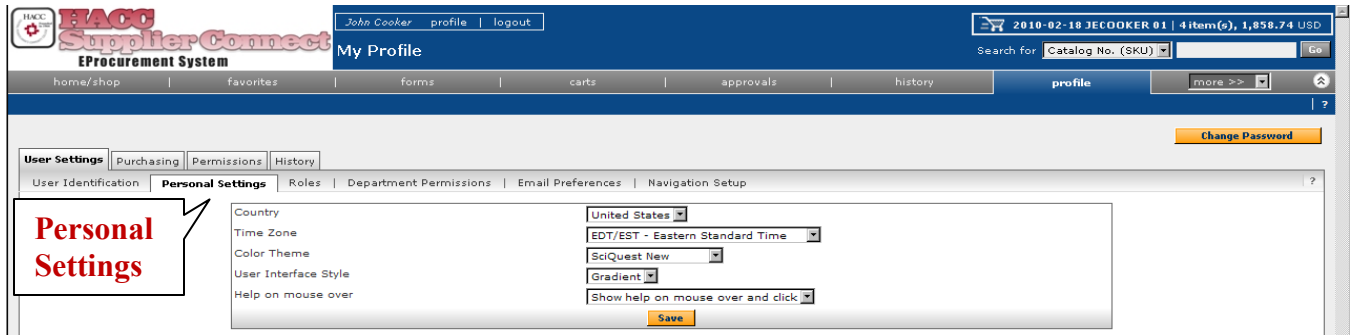 HACC
HACC
Supplier Connect
EProcurement System
John Cooker profile | logout
2010-02-18 JECOOKER 01 | 4 item(s), 1,858.74 USD
My Profile
Search for Catalog No. (SKU) Go
home/shop | favorites | forms | carts | approvals | history profile more >>
| ?
Change Password
User Settings Purchasing Permissions History
User Identification Personal Settings Roles | Department Permissions | Email Preferences | Navigation Setup ?
Personal
Settings
Country United States
Time Zone EDT/EST - Eastern Standard Time
Color Theme SciQuest New
User Interface Style Gradient
Help on mouse over Show help on mouse over and click
Save